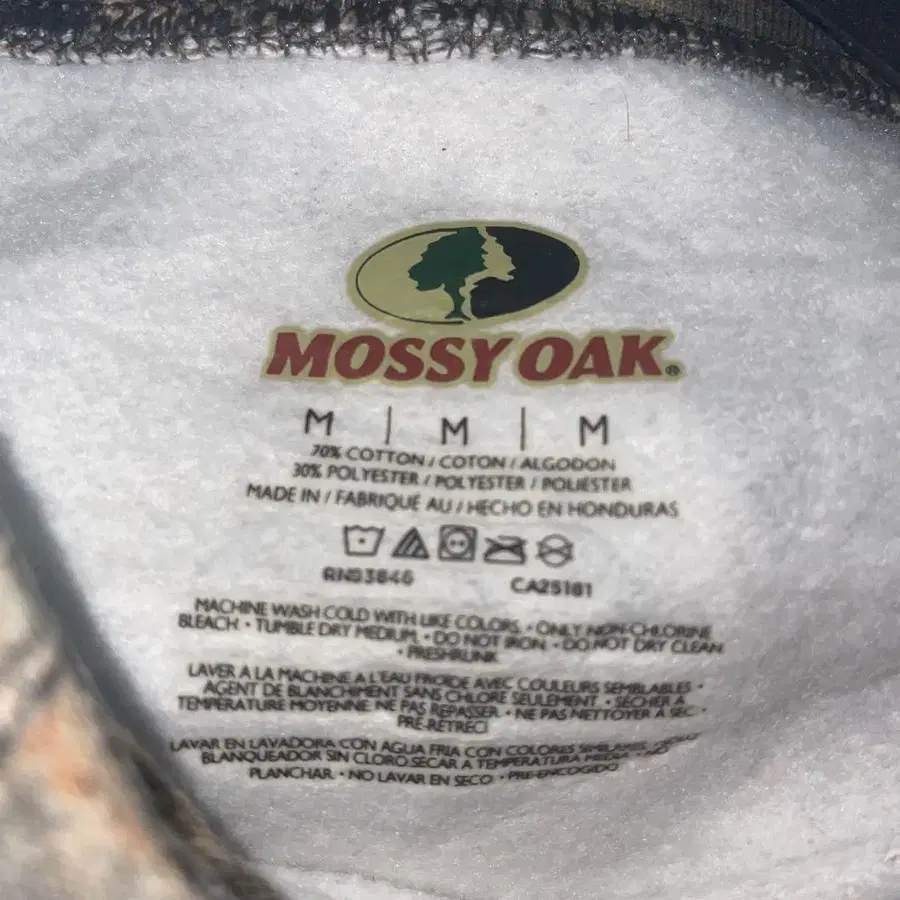 MOSSY OAK®
M | M | M
70% COTTON / COTON / ALGODON
30% POLYESTER / POLYESTER / POLIÉSTER
MADE IN / FABRIQUÉ AU / HECHO EN HONDURAS
CA25181
MACHINE WASH COLD WITH LIKE COLORS. • ONLY NON-CHLORINE
BLEACH • TUMBLE DRY MEDIUM. • DO NOT IRON. • DO NOT DRY CLEAN
• PRESHRUNK
LAVER A LA MACHINE A L'EAU FROIDE AVEC COULEURS SEMBLABLES •
AGENT DE BLANCHIMENT SANS CHLORE SEULEMENT • SECHER A
TEMPERATURE MOYENNE NE PAS REPASSER • NE PAS NETTOYER A SEC •
PRE-RETRECI
LAVAR EN LAVADORA CON AGUA FRIA CON COLORES SIMILARES
BLANQUEADOR SIN CLORO SECAR A TEMPERATURA MEDIA • NO
PLANCHAR • NO LAVAR EN SECO • PRE-ENCOGIDO